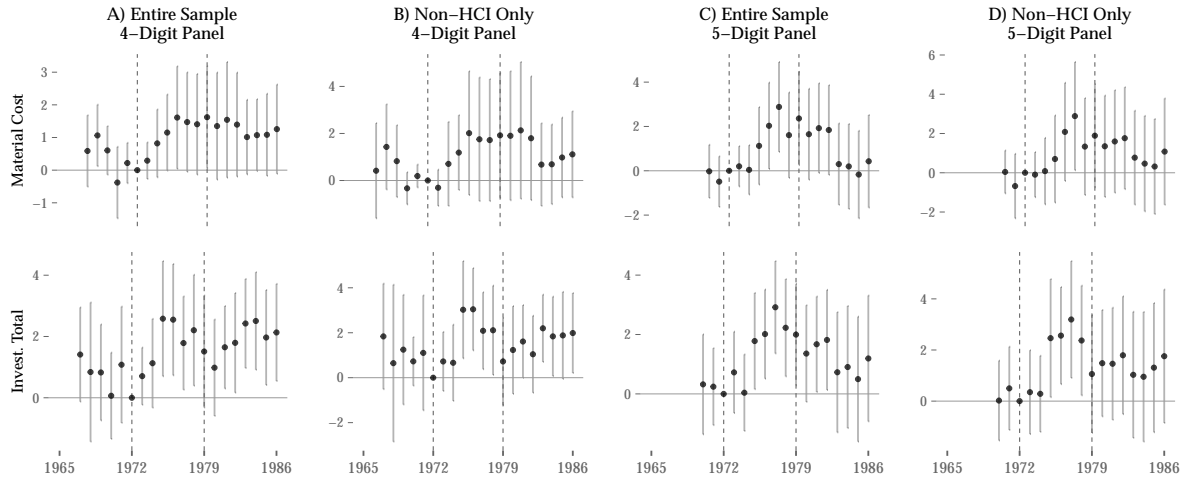 A) Entire Sample
4−Digit Panel
B) Non−HCI Only
4−Digit Panel
C) Entire Sample
5−Digit Panel
D) Non−HCI Only
5−Digit Panel
Material Cost
3
2
1
0
−1
4
2
0
4
2
0
−2
6
4
2
0
−2
Invest. Total
4
2
0
4
2
0
−2
4
2
0
4
2
0
1965 1972 1979 1986
1965 1972 1979 1986
1965 1972 1979 1986
1965 1972 1979 1986